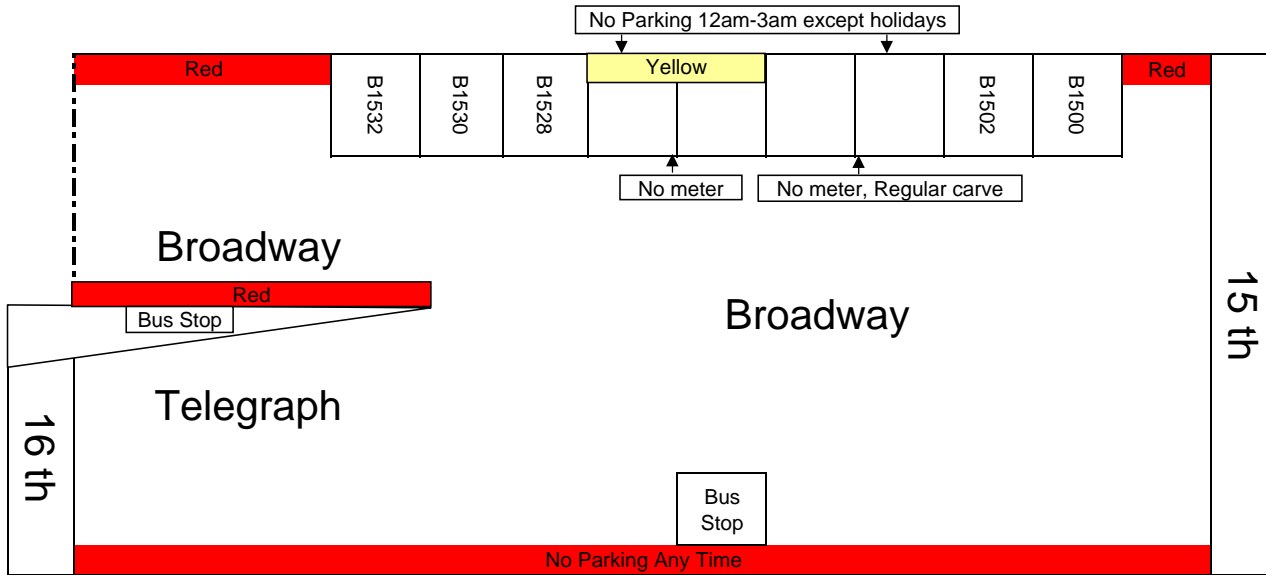 No Parking 12am-3am except holidays
Red
Yellow
Red
B1532
B1530
B1528
B1502
B1500
No meter
No meter, Regular carve
Broadway
Red
Bus Stop
Broadway
15 th
Telegraph
16 th
Bus
Stop
No Parking Any Time